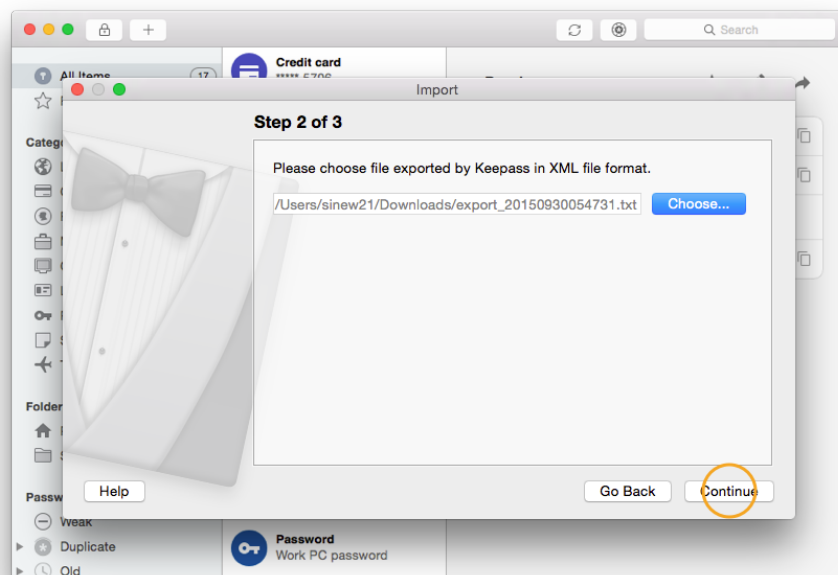 Search
All Items
17
Credit card
***** 5706
Import
Step 2 of 3
Please choose file exported by Keepass in XML file format.
/Users/sinew21/Downloads/export_20150930054731.txt
Choose...
Help
Go Back
Continue
Weak
Duplicate
Old
Password
Work PC password